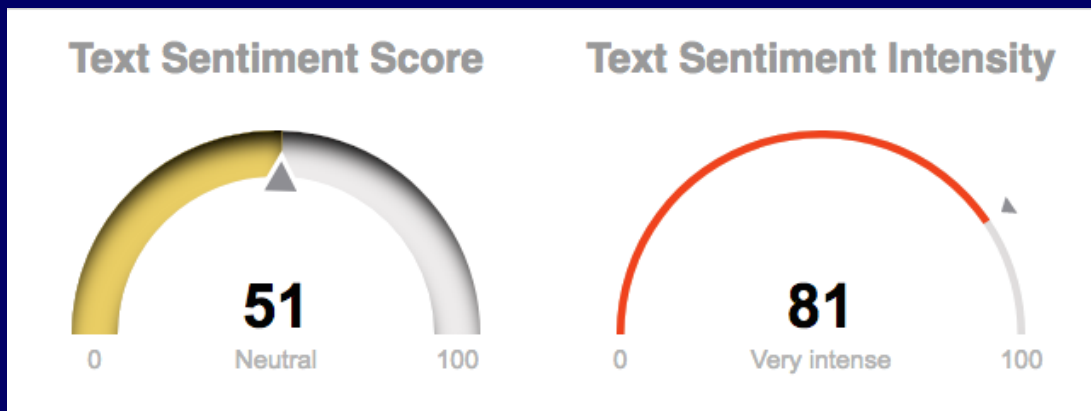 Text Sentiment Score
51
0 Neutral 100
Text Sentiment Intensity
81
0 Very intense 100